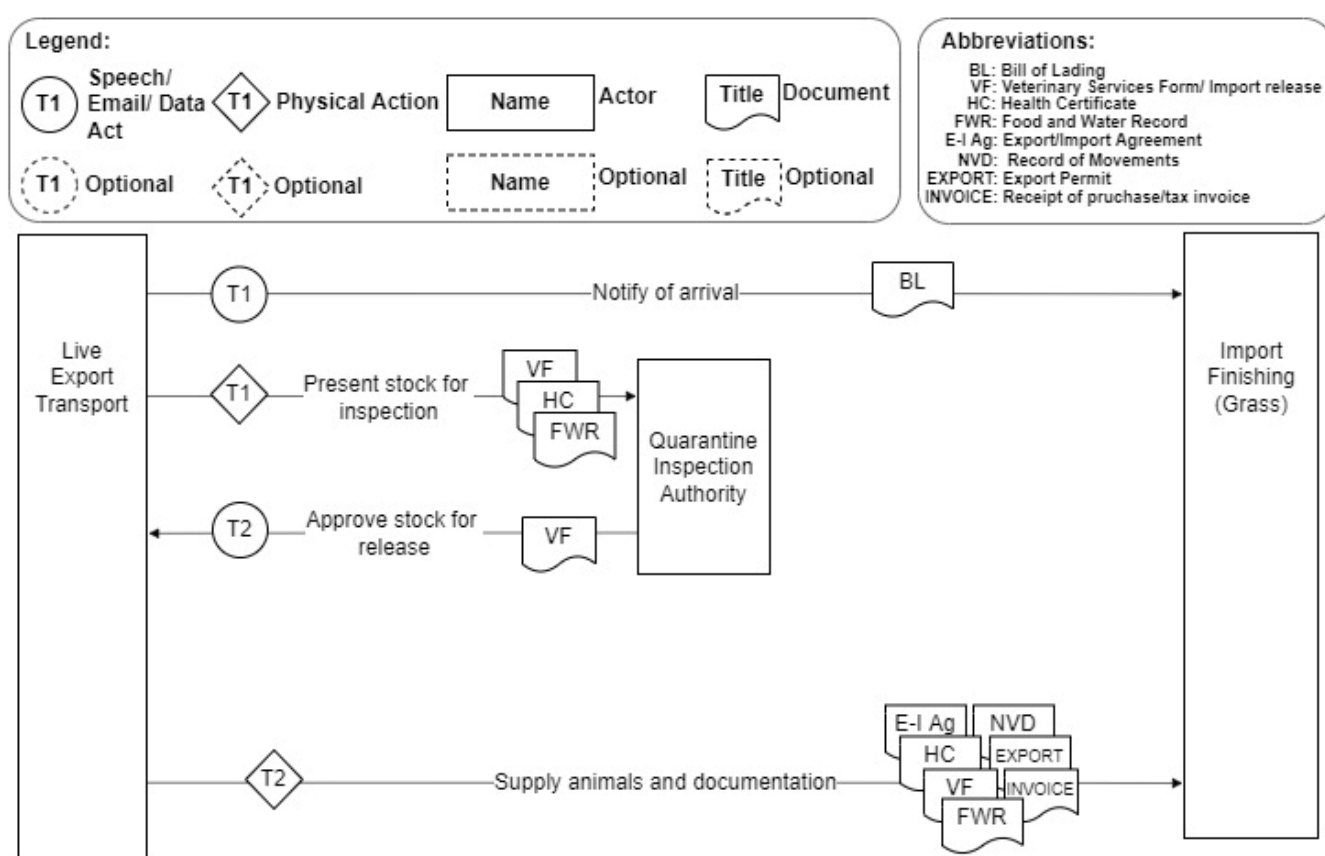 Legend:
T1
Speech/
Email/ Data
Act
T1
Physical Action
Name
Actor
Title
Document
T1
Optional
T1
Optional
Name
Optional
Title
Optional
Abbreviations:
BL: Bill of Lading
VF: Veterinary Services Form/ Import release
HC: Health Certificate
FWR: Food and Water Record
E-I Ag: Export/Import Agreement
NVD: Record of Movements
EXPORT: Export Permit
INVOICE: Receipt of pruchase/tax invoice
Live
Export
Transport
T1
Notify of arrival
BL
Import
Finishing
(Grass)
T1
Present stock for
inspection
VF
HC
FWR
Quarantine
Inspection
Authority
T2
Approve stock for
release
VF
T2
Supply animals and documentation
E-I Ag
NVD
HC
EXPORT
VF
INVOICE
FWR